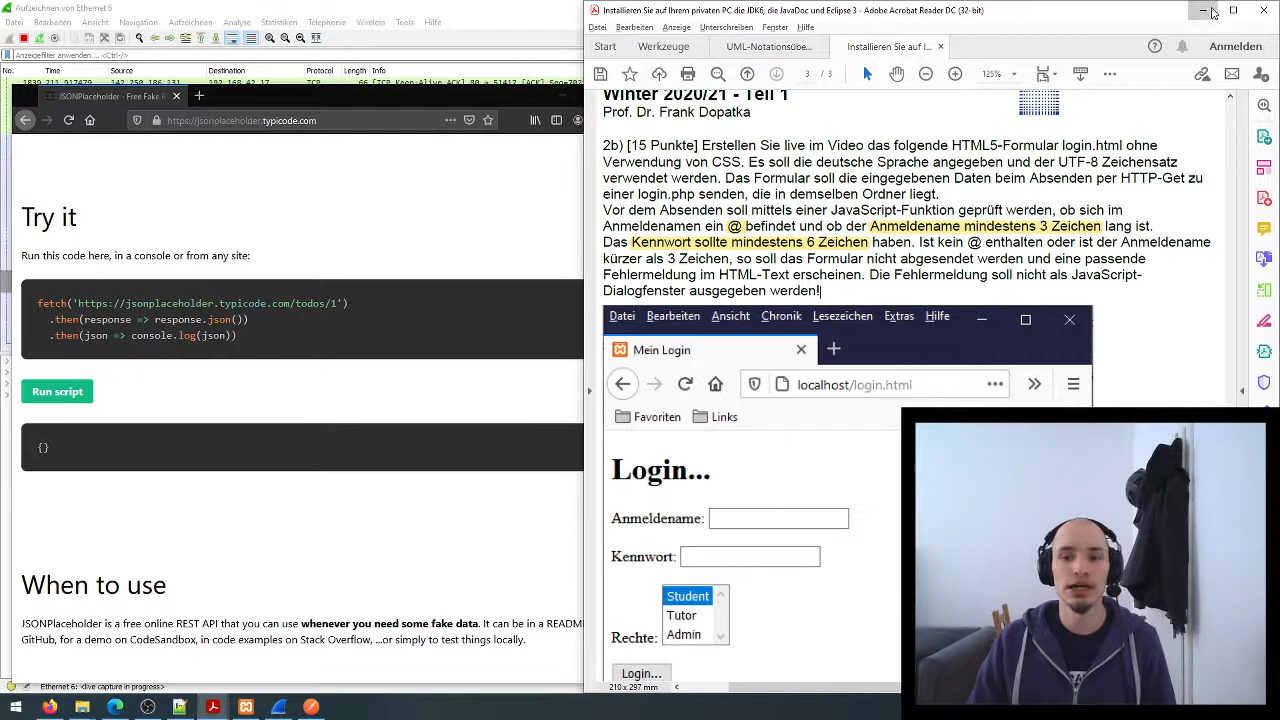 Aufzeichnen von Ethernet 6
Datei Bearbeiten Ansicht Navigation Aufzeichnen Analyse Statistiken Telephonie Wireless Tools Hilfe
Anzeigefilter anwenden ... <Ctrl-/>
No. Time Source Destination Protocol Length Info
JSONPlaceholder - Free Fake R
https://jsonplaceholder.typicode.com
Try it
Run this code here, in a console or from any site:
fetch('https://jsonplaceholder.typicode.com/todos/1')
.then(response => response.json())
.then(json => console.log(json))
Run script
{}
When to use
JSONPlaceholder is a free online REST API that you can use whenever you need some fake data. It can be in a README
GitHub, for a demo on CodeSandbox, in code examples on Stack Overflow, ...or simply to test things locally.
Ethernet 6: <live capture in progress>
Installieren Sie auf Ihrem privaten PC die JDK6, die JavaDoc und Eclipse 3 - Adobe Acrobat Reader DC (32-bit)
Datei Bearbeiten Anzeige Unterschreiben Fenster Hilfe
Start Werkzeuge UML-Notationsübe... Installieren Sie auf I... Anmelden
3 125%
Winter 2020/21 - Teil 1
Prof. Dr. Frank Dopatka
2b) [15 Punkte] Erstellen Sie live im Video das folgende HTML5-Formular login.html ohne
Verwendung von CSS. Es soll die deutsche Sprache angegeben und der UTF-8 Zeichensatz
verwendet werden. Das Formular soll die eingegebenen Daten beim Absenden per HTTP-Get zu
einer login.php senden, die in demselben Ordner liegt.
Vor dem Absenden soll mittels einer JavaScript-Funktion geprüft werden, ob sich im
Anmeldenamen ein @ befindet und ob der Anmeldename mindestens 3 Zeichen lang ist.
Das Kennwort sollte mindestens 6 Zeichen haben. Ist kein @ enthalten oder ist der Anmeldename
kürzer als 3 Zeichen, so soll das Formular nicht abgesendet werden und eine passende
Fehlermeldung im HTML-Text erscheinen. Die Fehlermeldung soll nicht als JavaScript-
Dialogfenster ausgegeben werden!
Datei Bearbeiten Ansicht Chronik Lesezeichen Extras Hilfe
Mein Login
localhost/login.html
Favoriten Links
Login...
Anmeldename:
Kennwort:
Student
Tutor
Rechte: Admin
Login...
210 x 297 mm